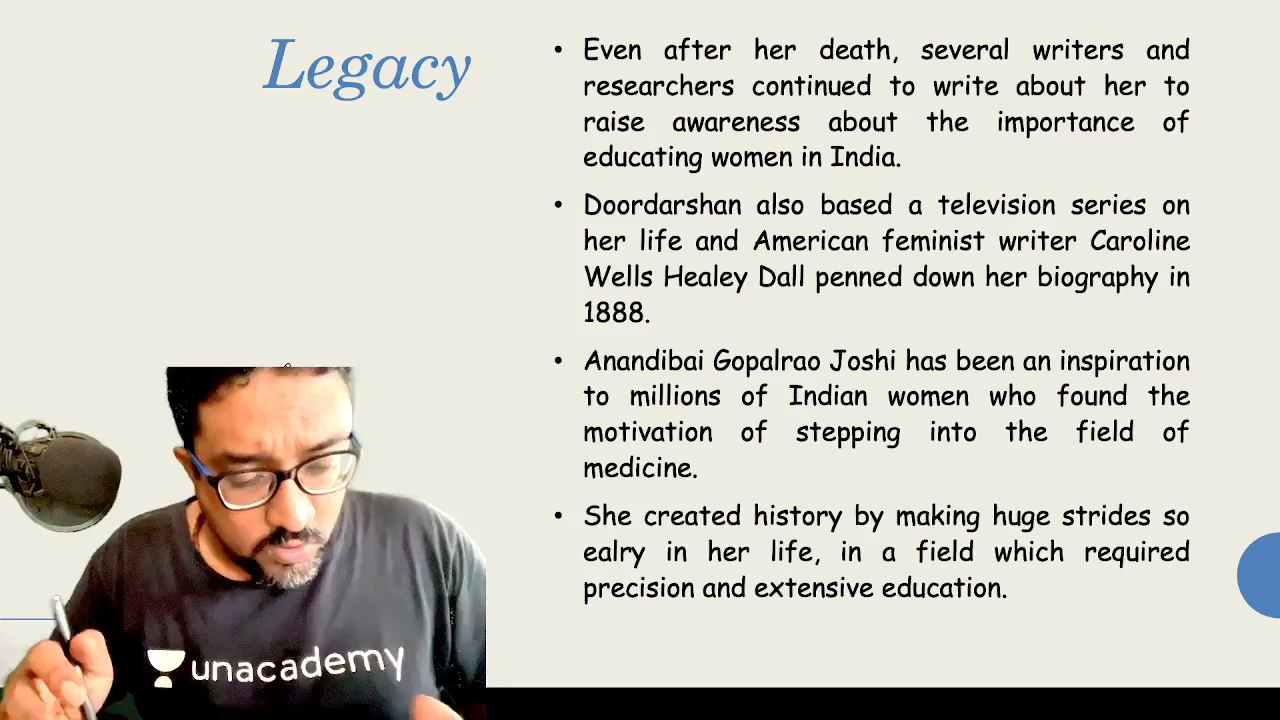 Legacy
• Even after her death, several writers and
researchers continued to write about her to
raise awareness about the importance of
educating women in India.
• Doordarshan also based a television series on
her life and American feminist writer Caroline
Wells Healey Dall penned down her biography in
1888.
• Anandibai Gopalrao Joshi has been an inspiration
to millions of Indian women who found the
motivation of stepping into the field of
medicine.
• She created history by making huge strides so
ealry in her life, in a field which required
precision and extensive education.
unacademy